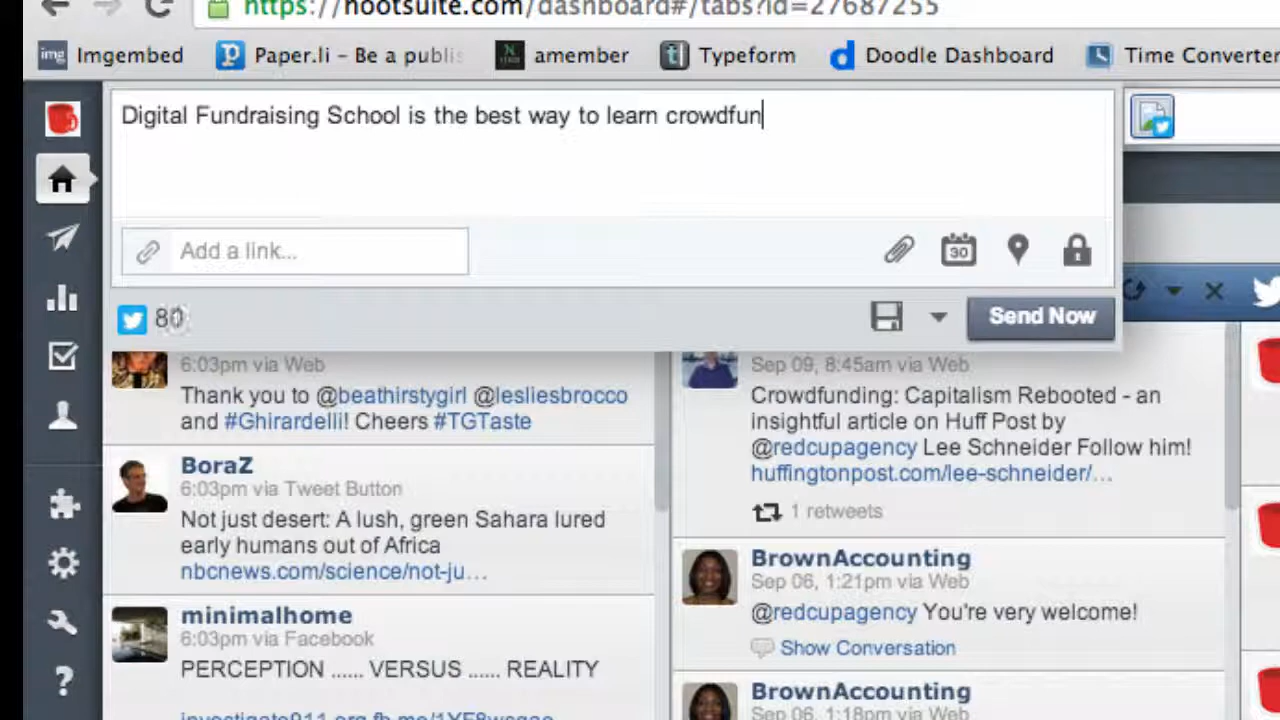 https://hootsuite.com/dashboard#/tabs?id=27687255
img Imgembed Paper.li – Be a publis amember Typeform Doodle Dashboard Time Converter
Digital Fundraising School is the best way to learn crowdfun
Add a link...
30
80
Send Now
6:03pm via Web
Thank you to @beathirstygirl @lesliesbrocco
and #Ghirardelli! Cheers #TGTaste
BoraZ
6:03pm via Tweet Button
Not just desert: A lush, green Sahara lured
early humans out of Africa
nbcnews.com/science/not-ju…
minimalhome
6:03pm via Facebook
PERCEPTION ...... VERSUS ...... REALITY
Sep 09, 8:45am via Web
Crowdfunding: Capitalism Rebooted - an
insightful article on Huff Post by
@redcupagency Lee Schneider Follow him!
huffingtonpost.com/lee-schneider/…
1 retweets
BrownAccounting
Sep 06, 1:21pm via Web
@redcupagency You're very welcome!
Show Conversation
BrownAccounting
Sep 06, 1:18pm via Web